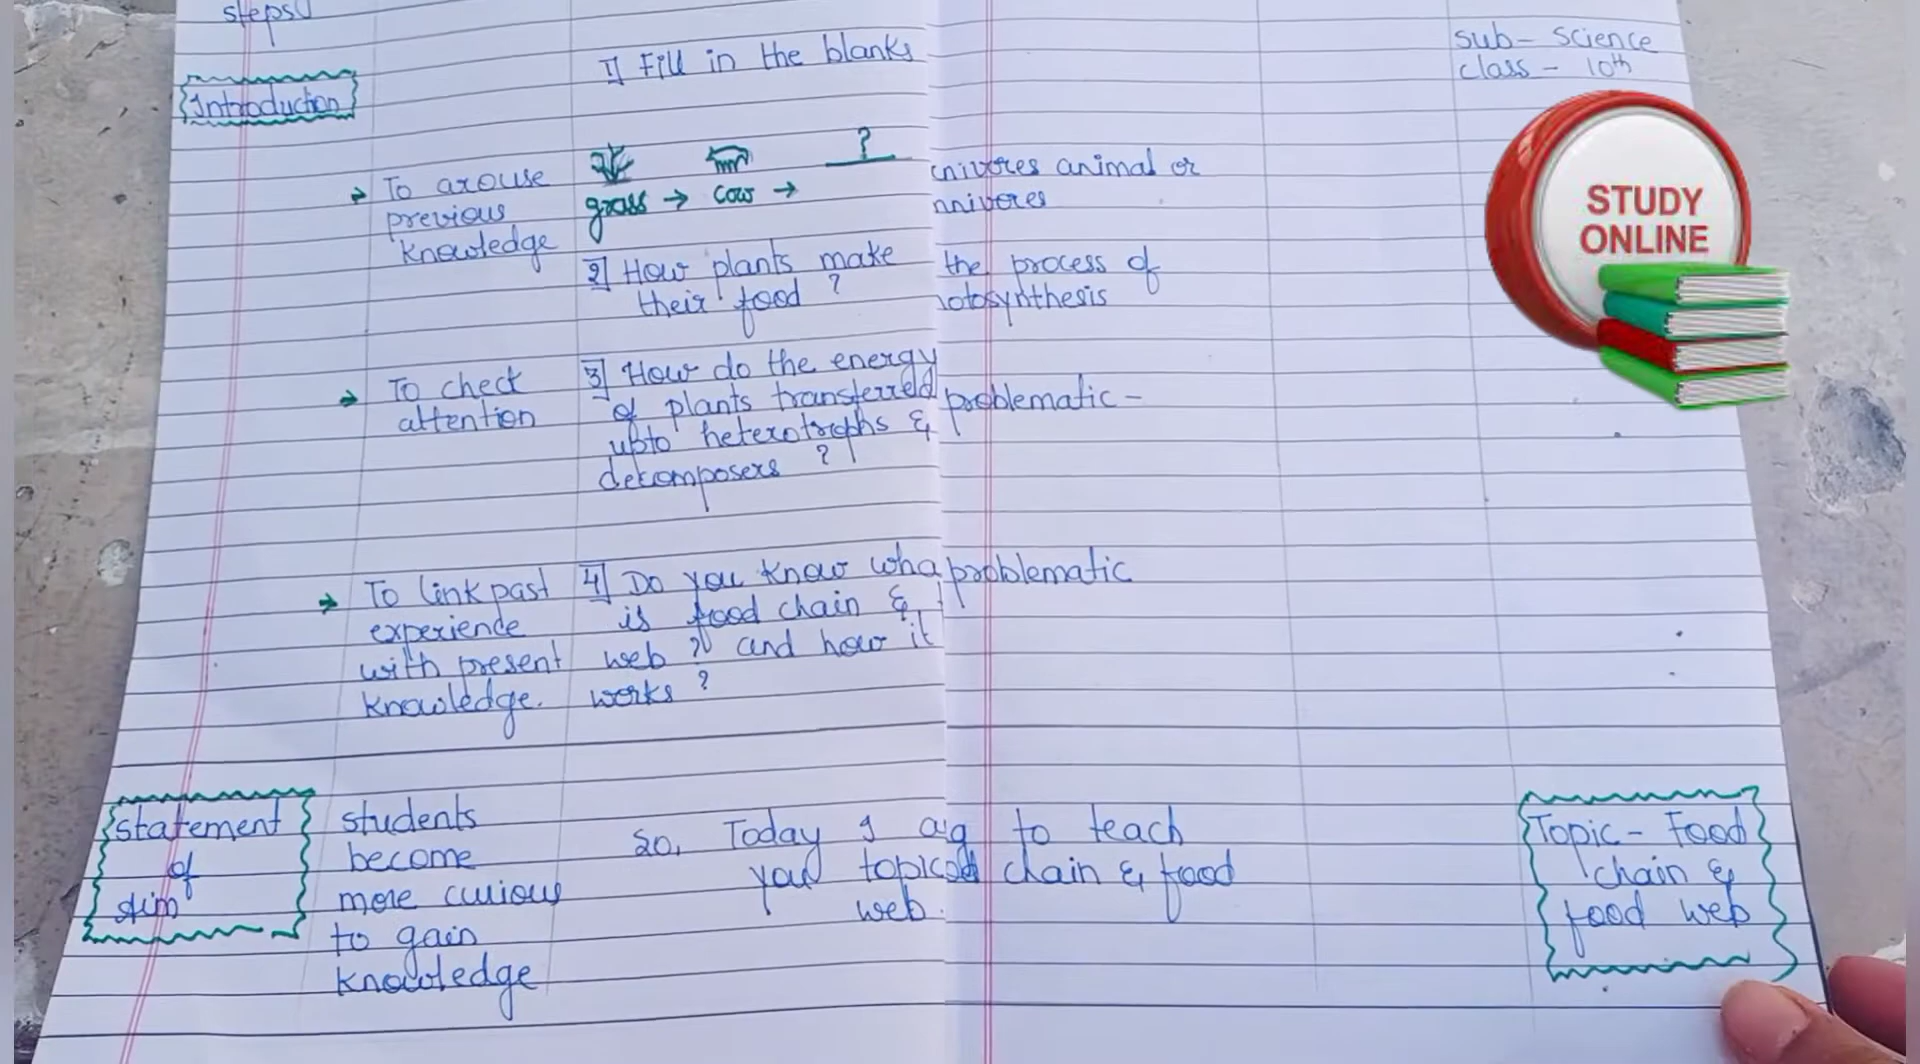 steps
Introduction
1] Fill in the blanks
sub - Science
class - 10th
→ To arouse
previous
knowledge
?
grass → cow →
nivores animal or
nnivores
2] How plants make
their food ?
the process of
otosynthesis
→ To check
attention
3] How do the energy
of plants transferred
upto heterotrophs &
decomposers ?
problematic -
→ To link past
experience
with present
knowledge.
4] Do you know wha
is food chain &
web ? and how it
works ?
problematic
Statement
of
Aim
students
become
more curious
to gain
knowledge
So, Today I a g to teach
you topic chain & food
web.
Topic - Food
chain &
food web
STUDY
ONLINE